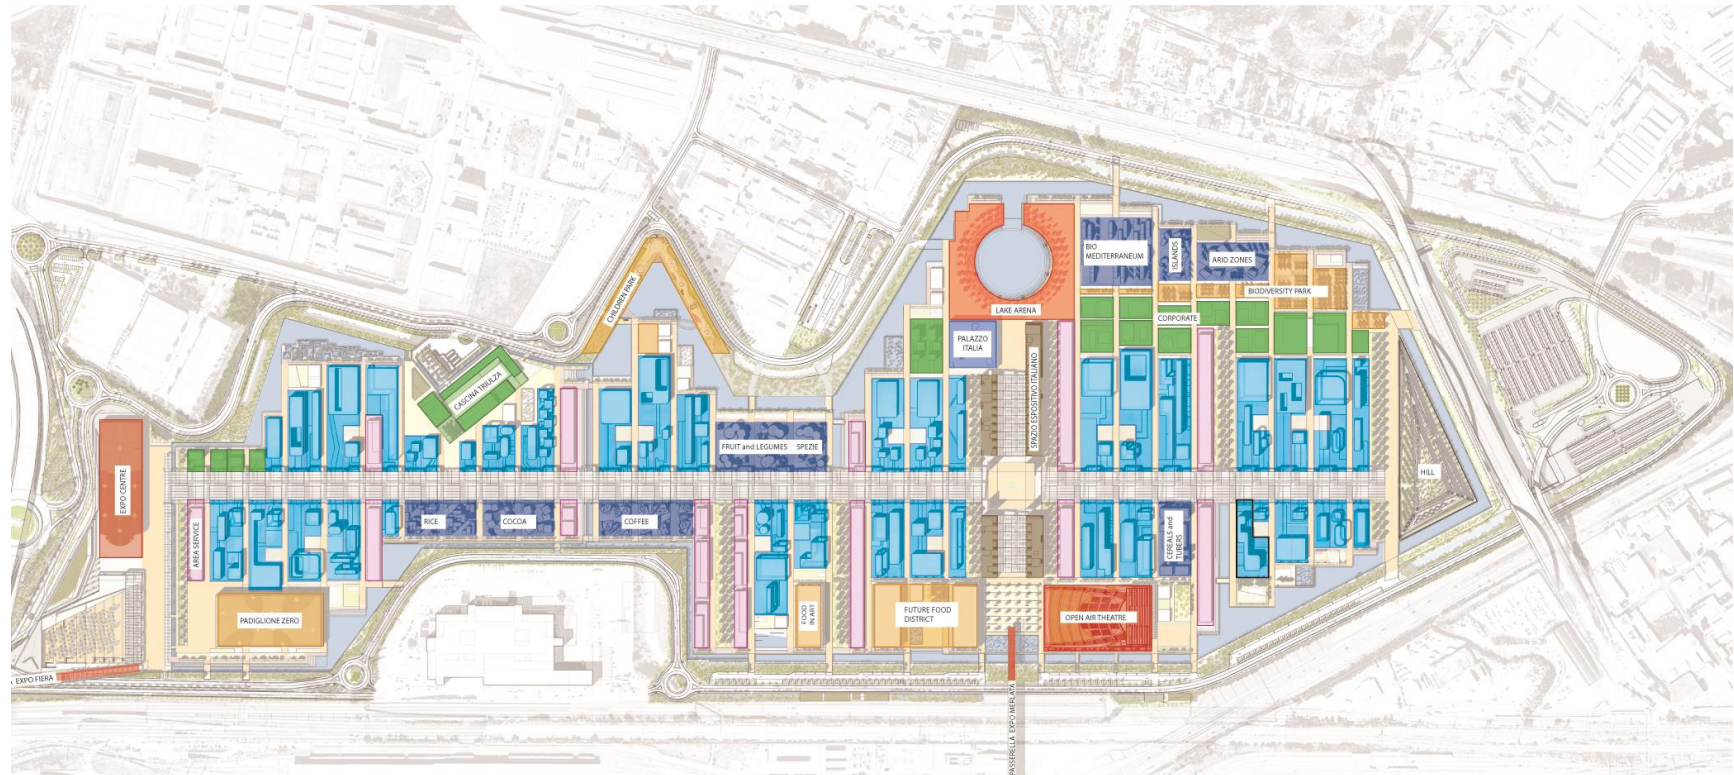 BIO
MEDITERRANEUM
ISLANDS
ARID ZONES
CHILDREN PARK
BIODIVERSITY PARK
LAKE ARENA
CORPORATE
PALAZZO
ITALIA
CASCINA TRIULZA
SPAZIO ESPOSITIVO ITALIANO
FRUIT and LEGUMES
SPEZIE
EXPO CENTRE
HILL
RICE
COCOA
COFFEE
AREA SERVICE
CEREALS and
TUBERS
PADIGLIONE ZERO
FOOD
IN ART
FUTURE FOOD
DISTRICT
OPEN AIR THEATRE
EXPO FIERA
PASSERELLA EXPO MERLATA